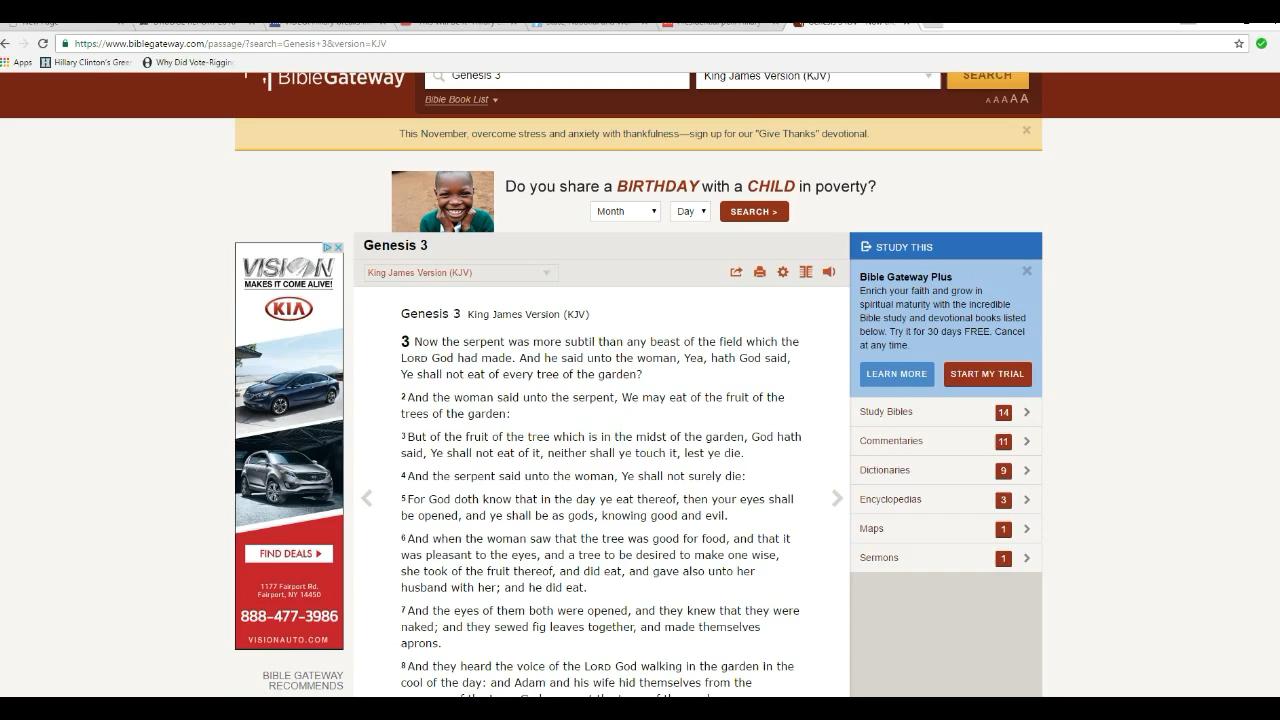 https://www.biblegateway.com/passage/?search=Genesis+3&version=KJV
Apps Hillary Clinton's Gree Why Did Vote-Rigging
BibleGateway
Genesis 3
King James Version (KJV)
SEARCH
Bible Book List
A A A A A
This November, overcome stress and anxiety with thankfulness—sign up for our "Give Thanks" devotional.
Do you share a BIRTHDAY with a CHILD in poverty?
Month Day SEARCH >
VISION
MAKES IT COME ALIVE!
KIA
FIND DEALS
1177 Fairport Rd.
Fairport, NY 14450
888-477-3986
VISIONAUTO.COM
BIBLE GATEWAY
RECOMMENDS
Genesis 3
King James Version (KJV)
Genesis 3 King James Version (KJV)
3 Now the serpent was more subtil than any beast of the field which the
LORD God had made. And he said unto the woman, Yea, hath God said,
Ye shall not eat of every tree of the garden?
2 And the woman said unto the serpent, We may eat of the fruit of the
trees of the garden:
3 But of the fruit of the tree which is in the midst of the garden, God hath
said, Ye shall not eat of it, neither shall ye touch it, lest ye die.
4 And the serpent said unto the woman, Ye shall not surely die:
5 For God doth know that in the day ye eat thereof, then your eyes shall
be opened, and ye shall be as gods, knowing good and evil.
6 And when the woman saw that the tree was good for food, and that it
was pleasant to the eyes, and a tree to be desired to make one wise,
she took of the fruit thereof, and did eat, and gave also unto her
husband with her; and he did eat.
7 And the eyes of them both were opened, and they knew that they were
naked; and they sewed fig leaves together, and made themselves
aprons.
8 And they heard the voice of the LORD God walking in the garden in the
cool of the day: and Adam and his wife hid themselves from the
STUDY THIS
Bible Gateway Plus
Enrich your faith and grow in
spiritual maturity with the incredible
Bible study and devotional books listed
below. Try it for 30 days FREE. Cancel
at any time.
LEARN MORE START MY TRIAL
Study Bibles 14
Commentaries 11
Dictionaries 9
Encyclopedias 3
Maps 1
Sermons 1